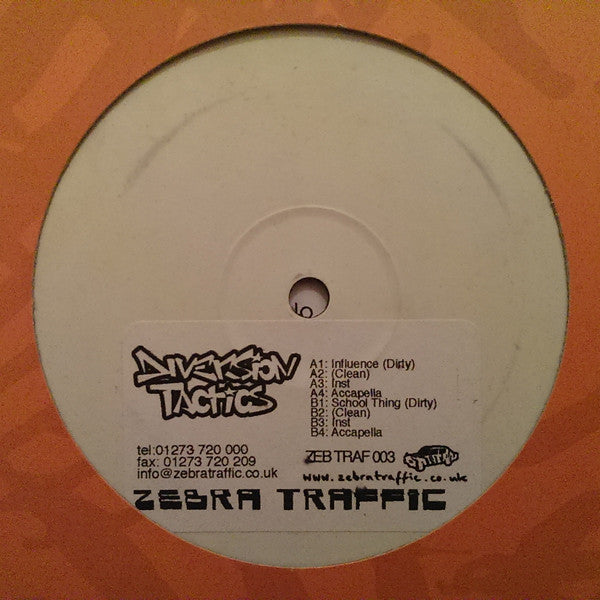 DIVERSION
TACTICS
A1: Influence (Dirty)
A2: (Clean)
A3: Inst
A4: Accapella
B1: School Thing (Dirty)
B2: (Clean)
B3: Inst
B4: Accapella
tel:01273 720 000
fax: 01273 720 209
info@zebratraffic.co.uk
ZEB TRAF 003
www.zebratraffic.co.uk
ZEBRA TRAFFIC